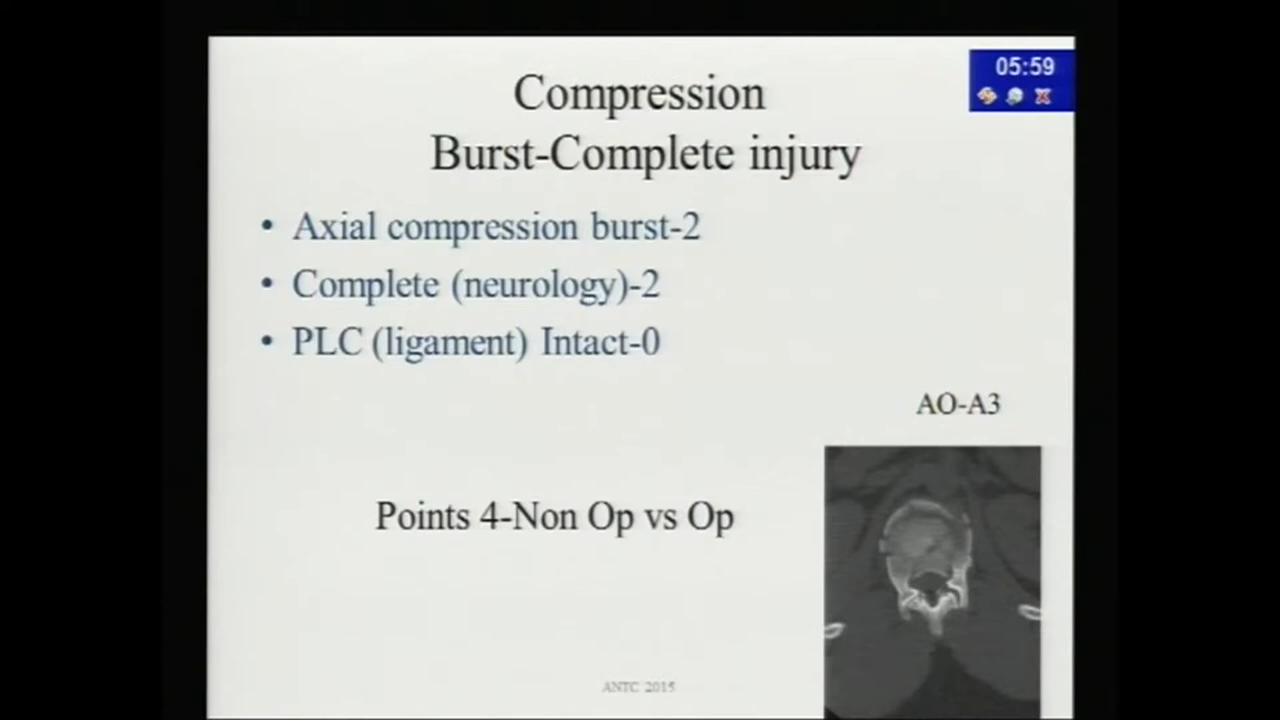 05:59
Compression
Burst-Complete injury
• Axial compression burst-2
• Complete (neurology)-2
• PLC (ligament) Intact-0
AO-A3
Points 4-Non Op vs Op
ANTC 2015